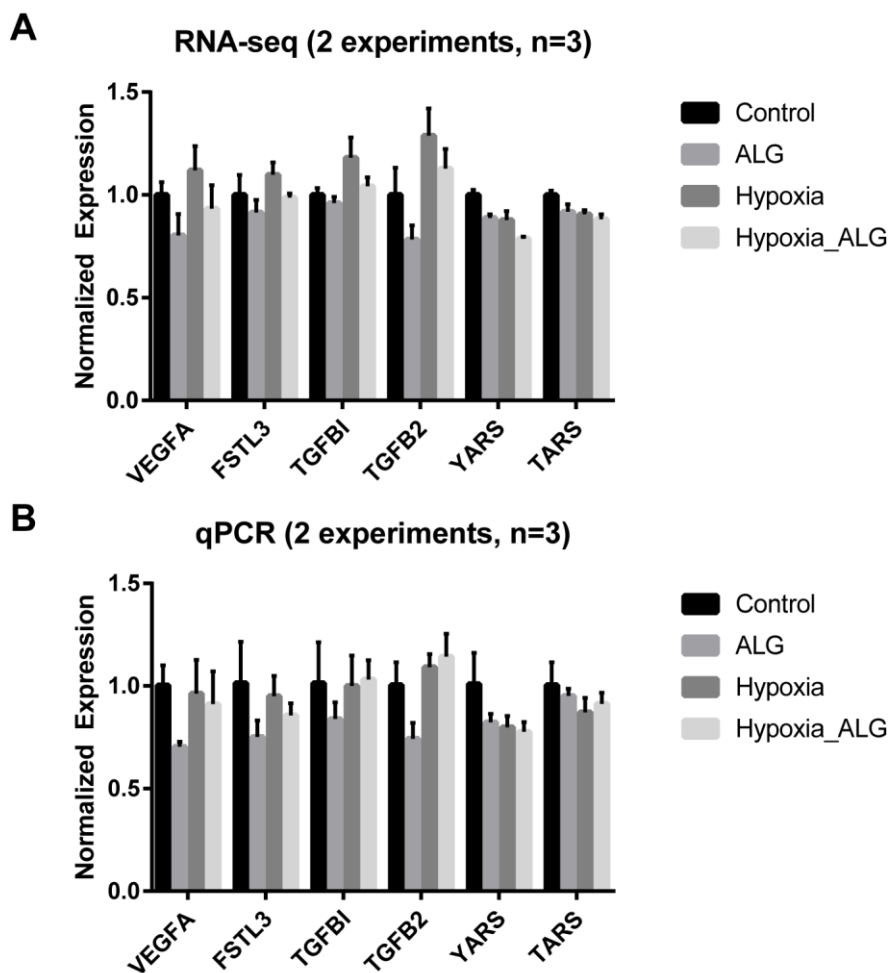 A
RNA-seq (2 experiments, n=3)
Normalized Expression
1.5
1.0
0.5
0.0
VEGFA
FSTL3
TGFBI
TGFB2
YARS
TARS
Control
ALG
Hypoxia
Hypoxia_ALG
B
qPCR (2 experiments, n=3)
Normalized Expression
1.5
1.0
0.5
0.0
VEGFA
FSTL3
TGFBI
TGFB2
YARS
TARS
Control
ALG
Hypoxia
Hypoxia_ALG